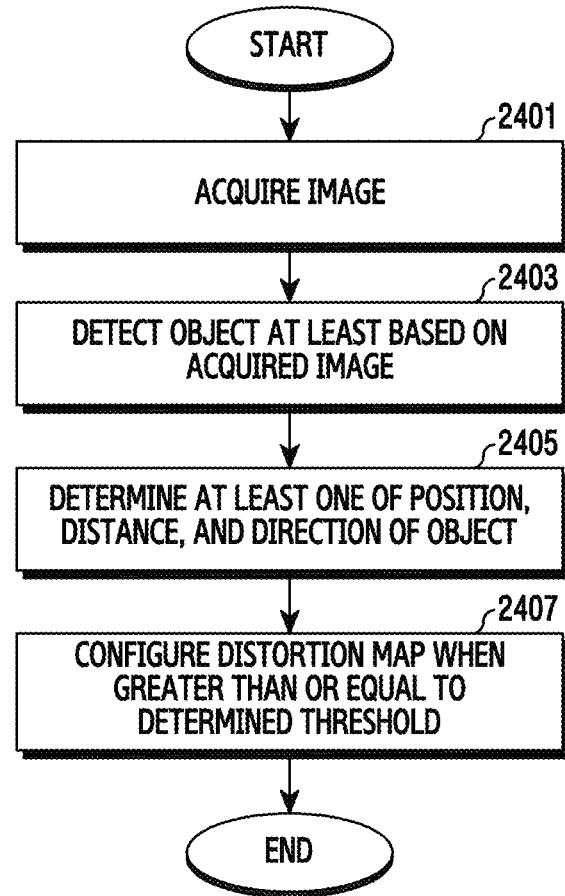 START
2401
ACQUIRE IMAGE
2403
DETECT OBJECT AT LEAST BASED ON
ACQUIRED IMAGE
2405
DETERMINE AT LEAST ONE OF POSITION,
DISTANCE, AND DIRECTION OF OBJECT
2407
CONFIGURE DISTORTION MAP WHEN
GREATER THAN OR EQUAL TO
DETERMINED THRESHOLD
END